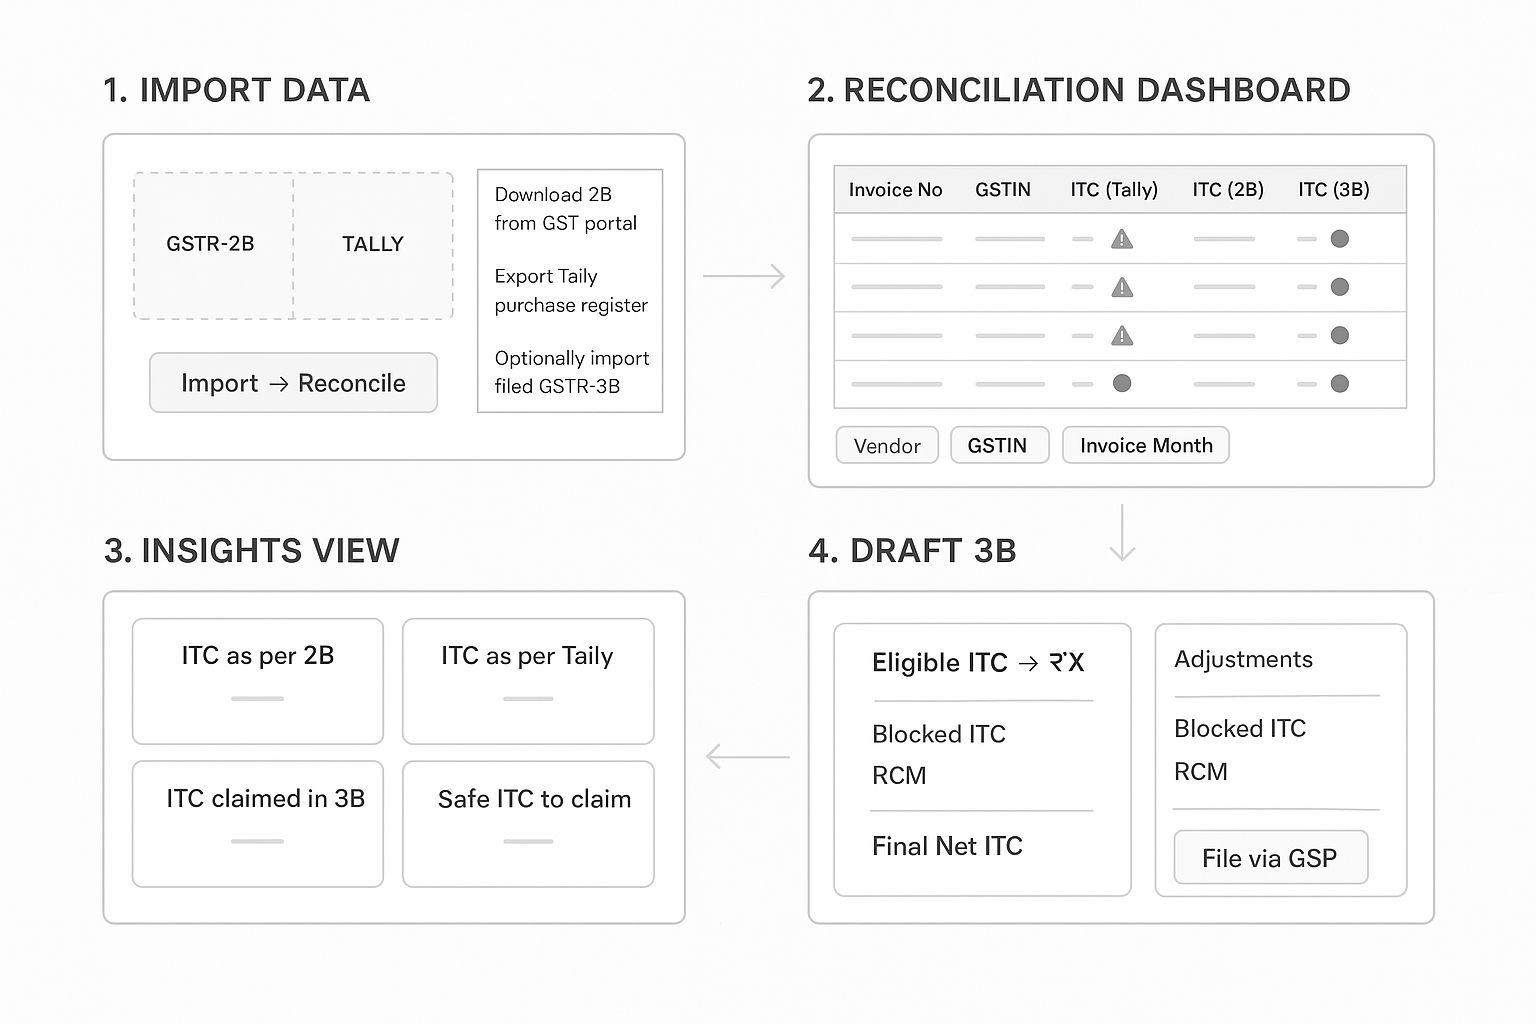 1. IMPORT DATA
GSTR-2B
TALLY
Import → Reconcile
Download 2B
from GST portal
Export Taily
purchase register
Optionally import
filed GSTR-3B
2. RECONCILIATION DASHBOARD
Invoice No GSTIN ITC (Tally) ITC (2B) ITC (3B)
Vendor
GSTIN
Invoice Month
3. INSIGHTS VIEW
ITC as per 2B
ITC as per Taily
ITC claimed in 3B
Safe ITC to claim
4. DRAFT 3B
Eligible ITC →
Blocked ITC
RCM
Final Net ITC
Adjustments
Blocked ITC
RCM
File via GSP